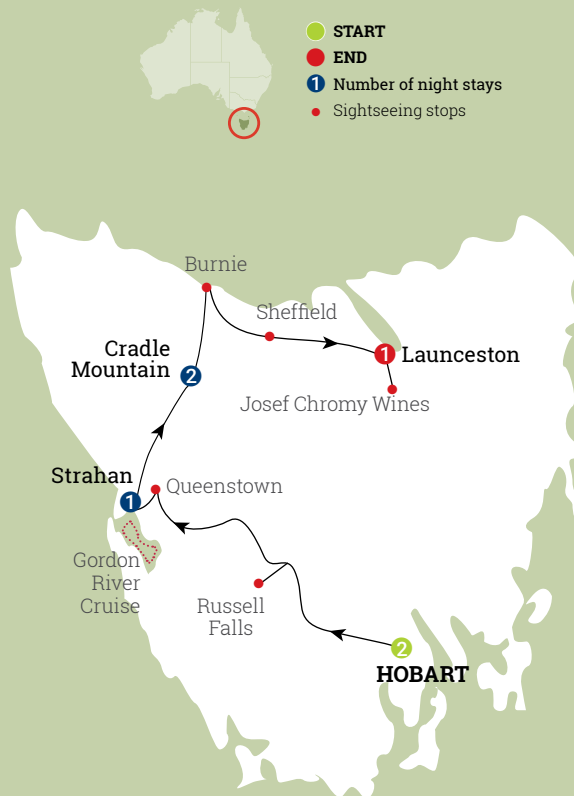 START
END
1 Number of night stays
Sightseeing stops
Burnie
Sheffield
Cradle
Mountain
2
1 Launceston
Josef Chromy Wines
Strahan
1
Queenstown
Gordon
River
Cruise
Russell
Falls
2
HOBART